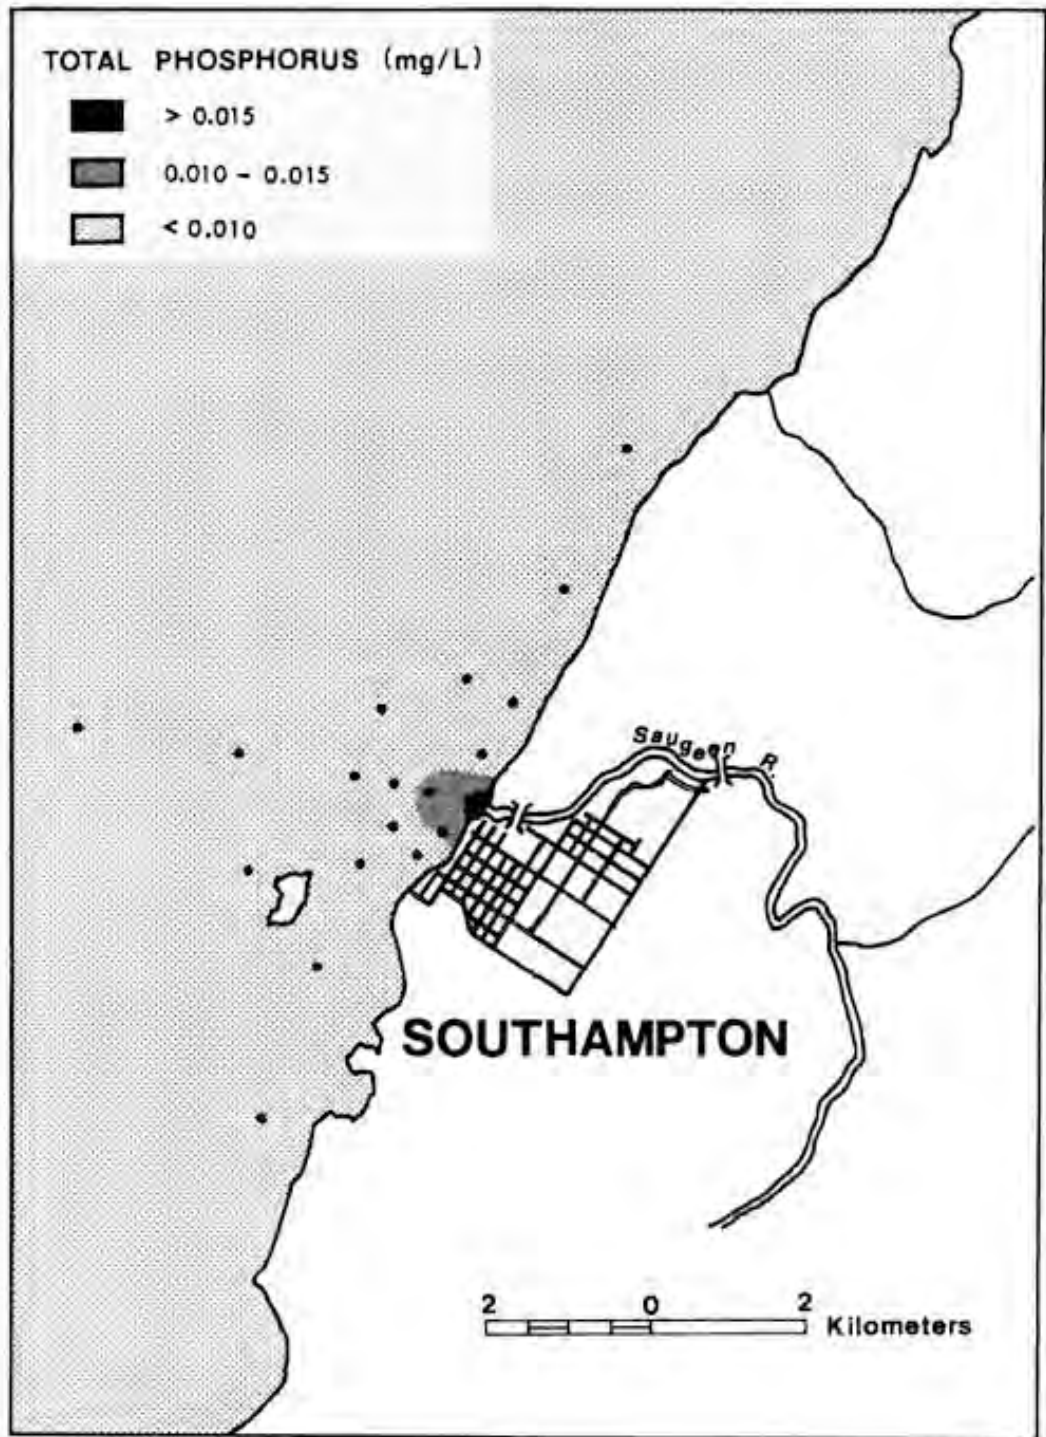 TOTAL PHOSPHORUS (mg/L)
> 0.015
0.010 - 0.015
< 0.010
Saugeen R.
SOUTHAMPTON
2 0 2
Kilometers